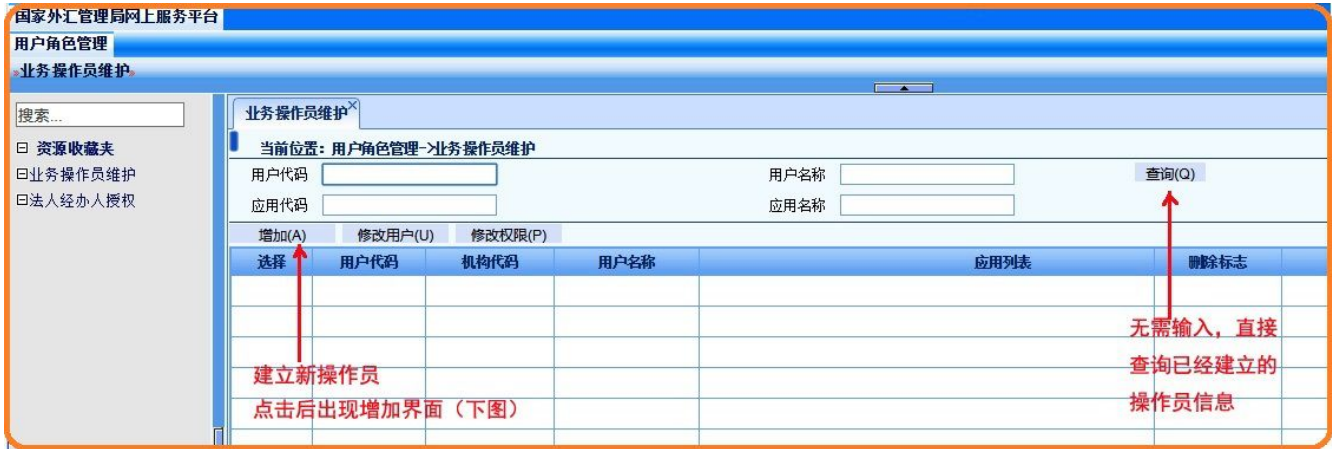 国家外汇管理局网上服务平台
用户角色管理
»业务操作员维护»
搜索...
资源收藏夹
业务操作员维护
法人经办人授权
业务操作员维护X
当前位置：用户角色管理->业务操作员维护
用户代码 用户名称 查询(Q)
应用代码 应用名称
增加(A) 修改用户(U) 修改权限(P)
选择 用户代码 机构代码 用户名称 应用列表 删除标志
建立新操作员
点击后出现增加界面（下图）
无需输入，直接
查询已经建立的
操作员信息